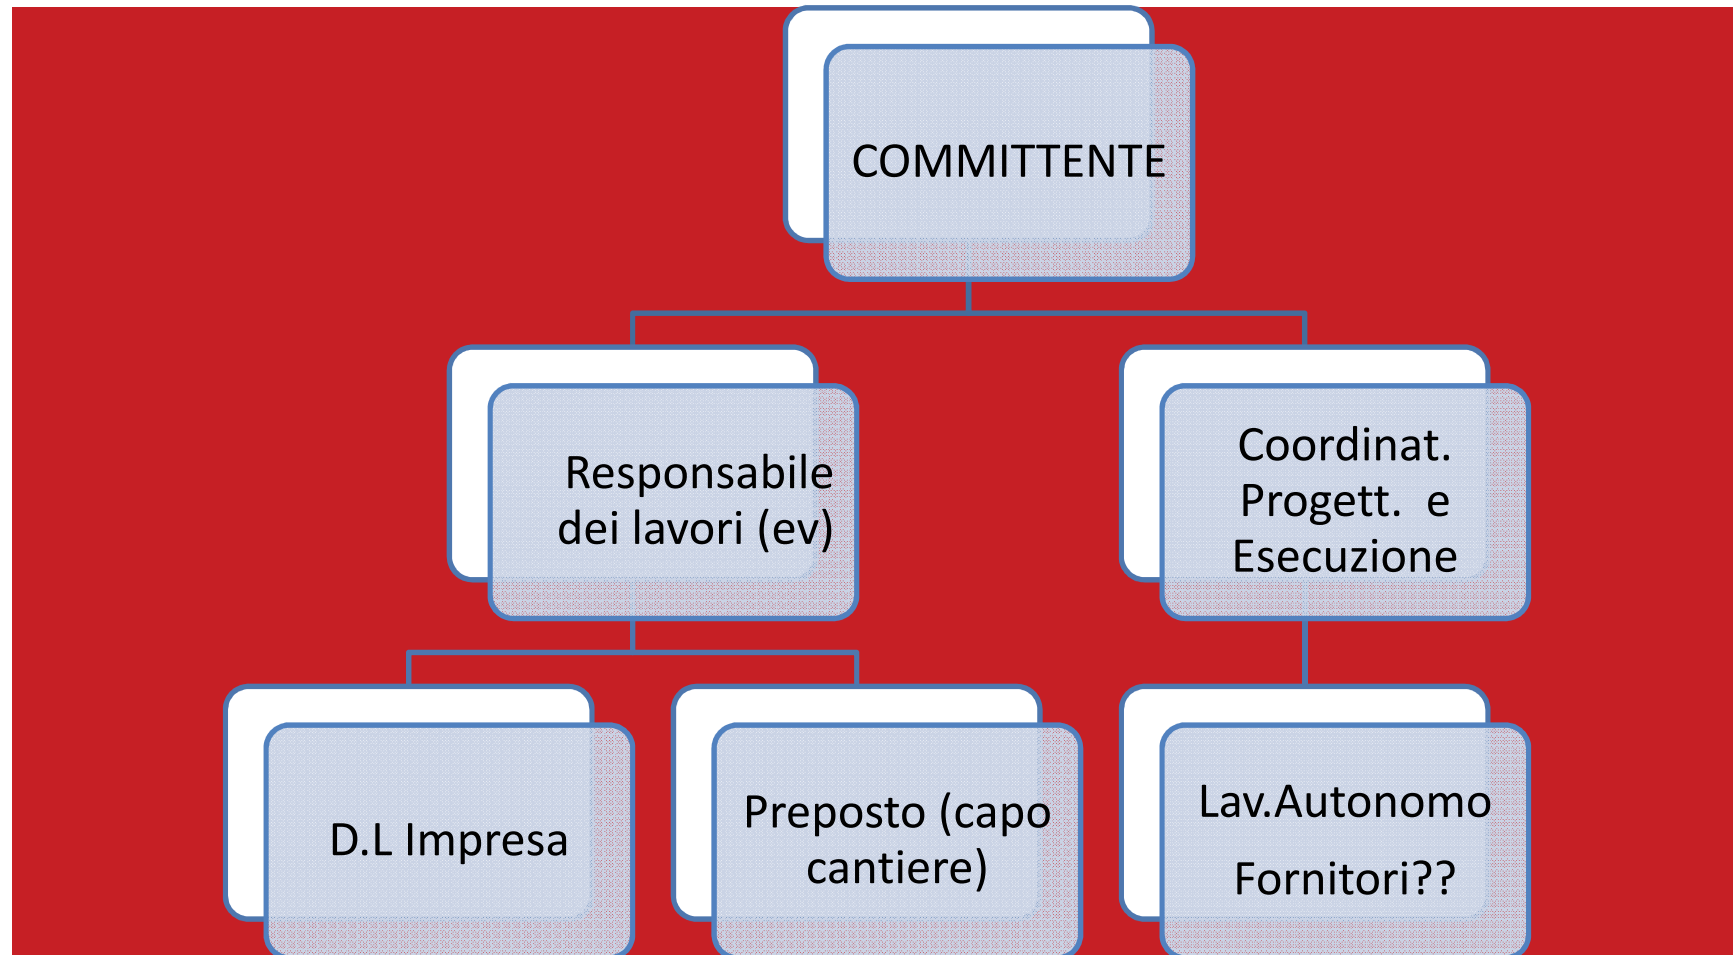 COMMITTENTE
Responsabile
dei lavori (ev)
Coordinat.
Progett. e
Esecuzione
D.L Impresa
Preposto (capo
cantiere)
Lav.Autonomo
Fornitori??